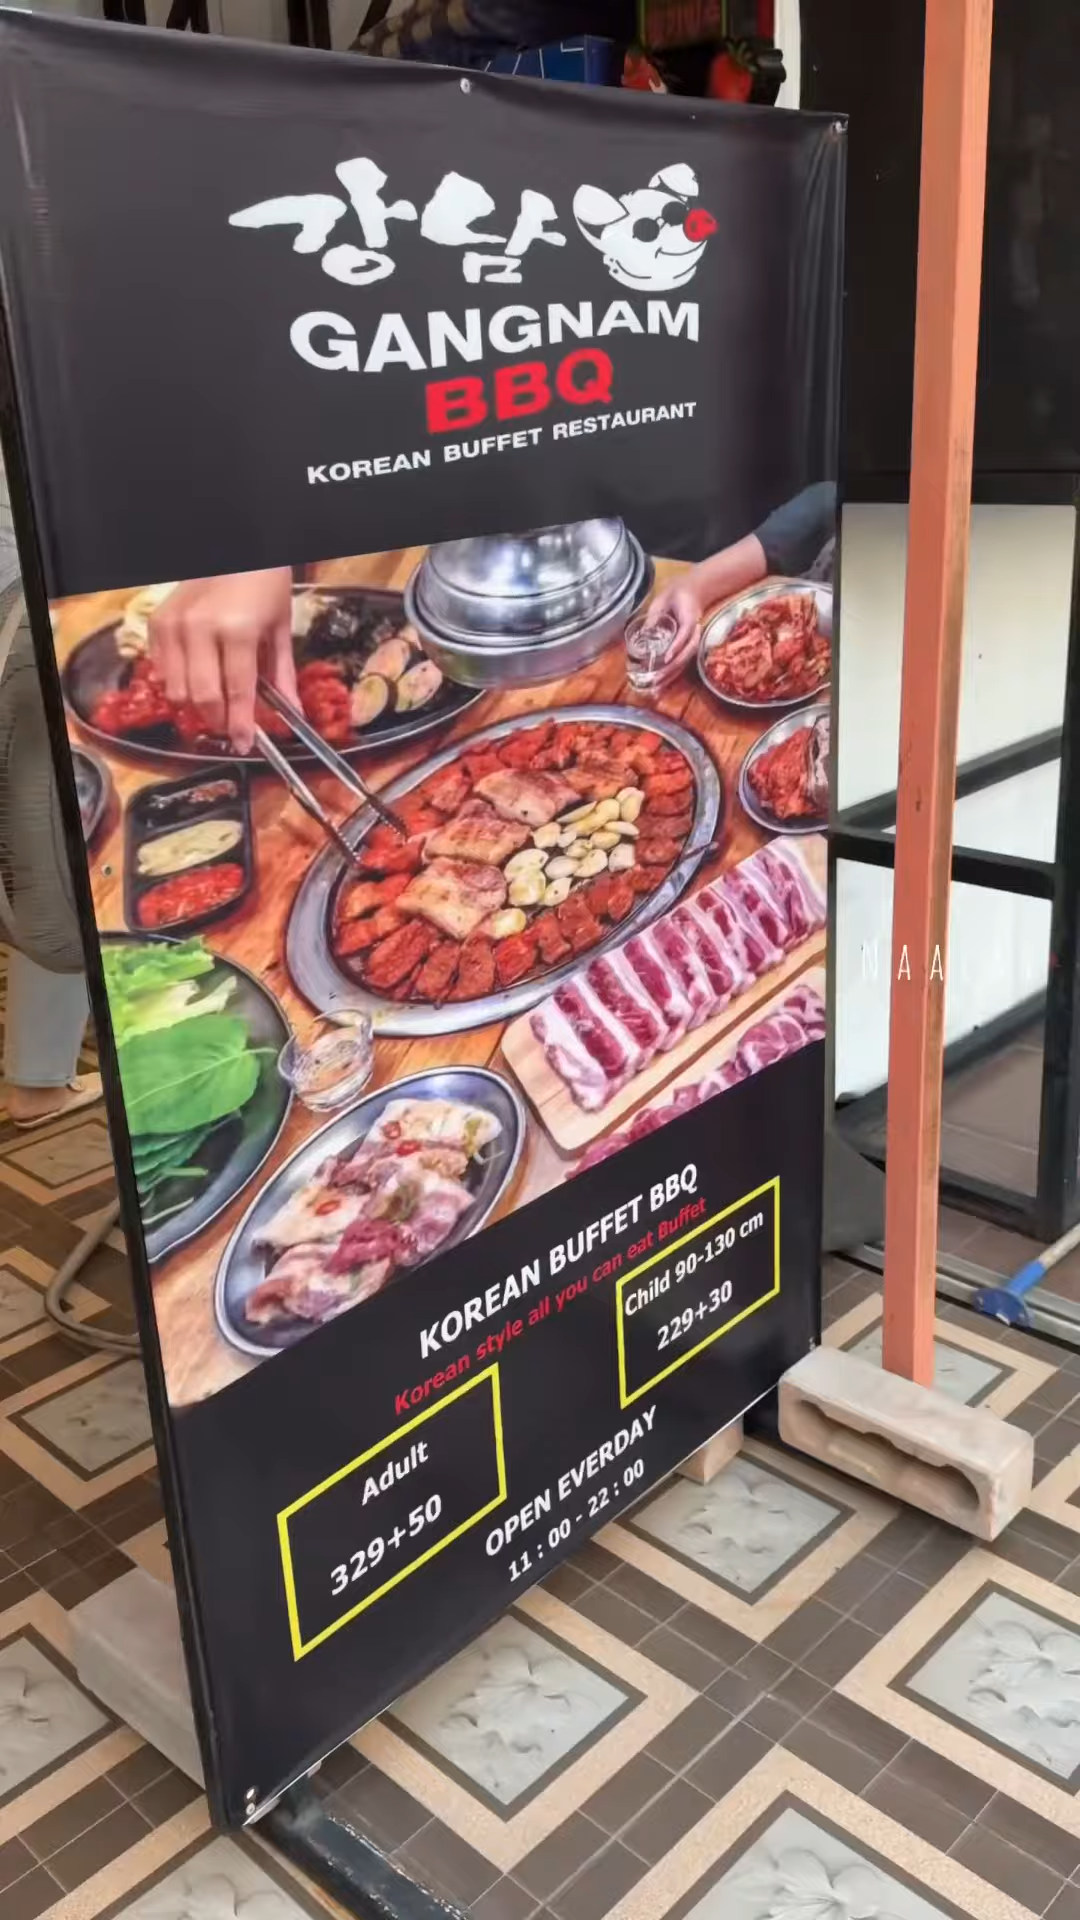 강남
GANGNAM
BBQ
KOREAN BUFFET RESTAURANT
KOREAN BUFFET BBQ
Korean style all you can eat Buffet
Child 90-130 cm
229+30
Adult
329+50
OPEN EVERDAY
11 : 00 - 22 : 00